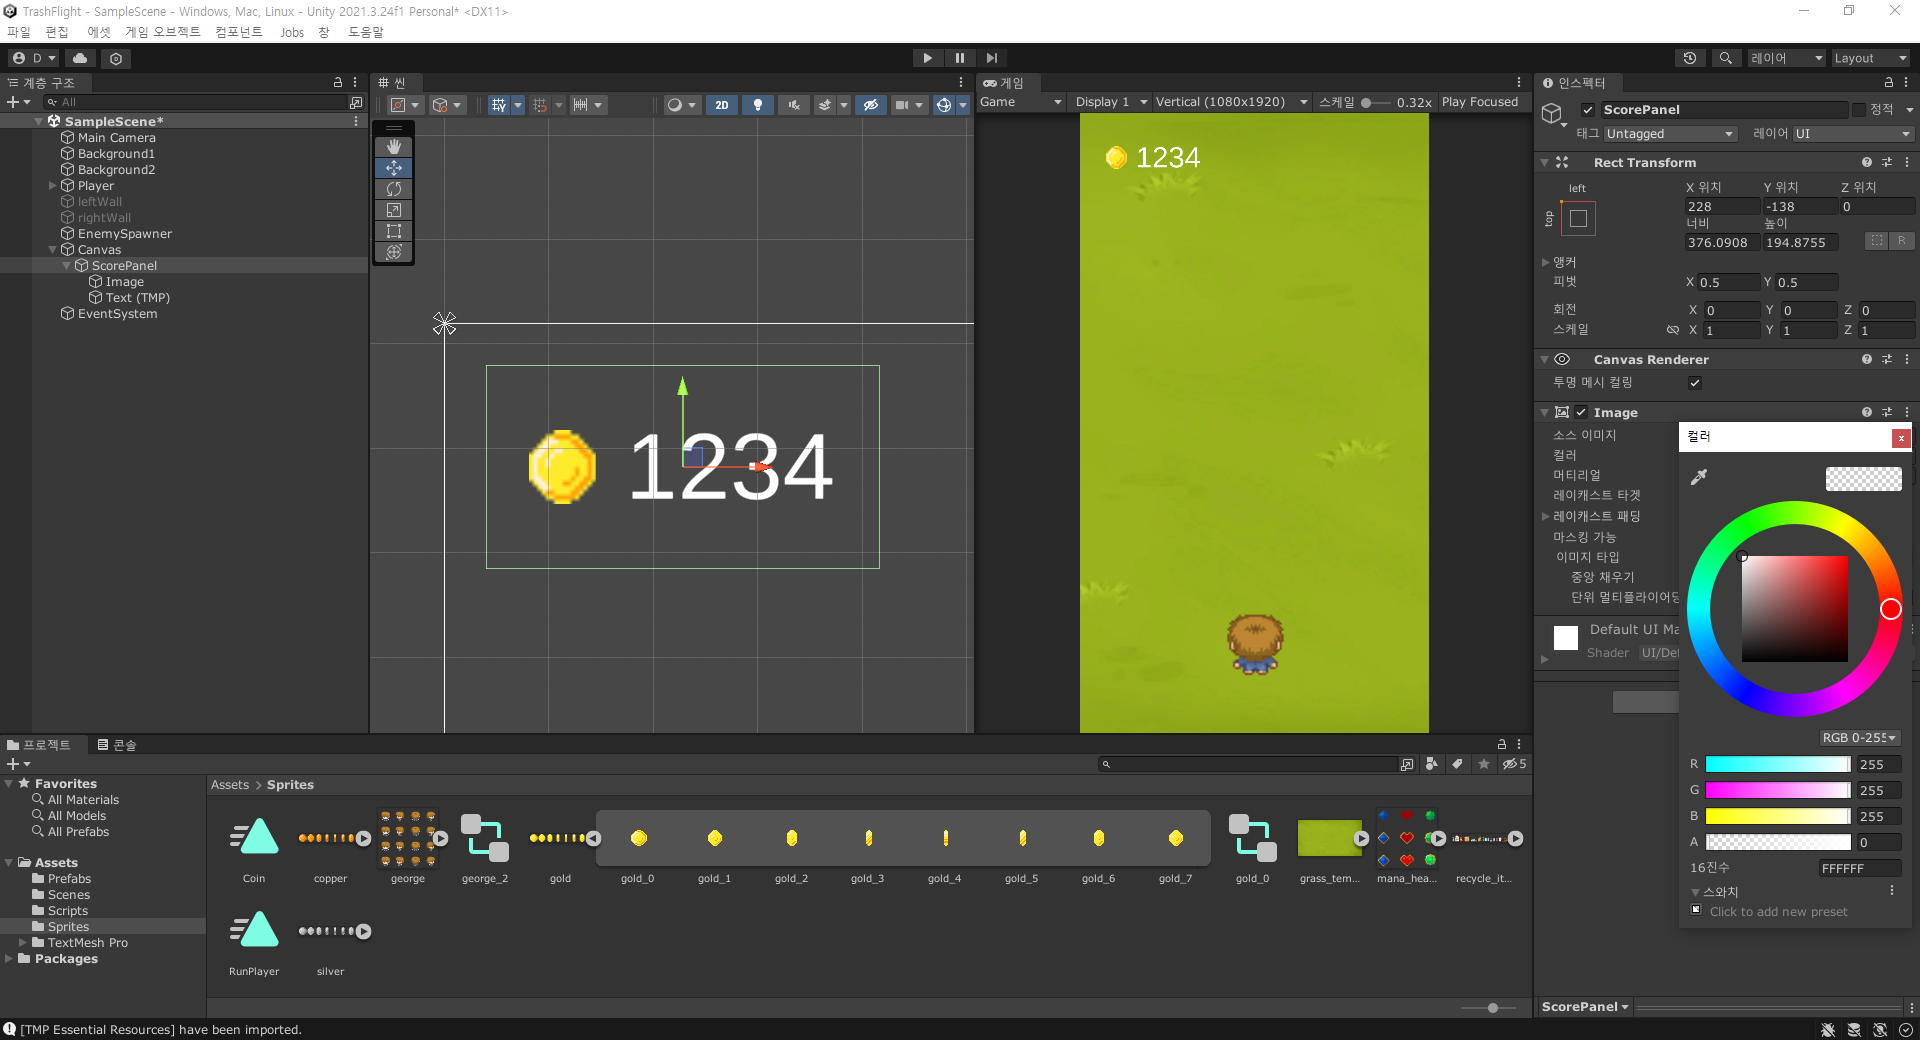 TrashFlight - SampleScene - Windows, Mac, Linux - Unity 2021.3.24f1 Personal* <DX11>
파일 편집 에셋 게임 오브젝트 컴포넌트 Jobs 창 도움말
D 레이어 Layout
계층 구조
All
SampleScene*
Main Camera
Background1
Background2
Player
leftWall
rightWall
EnemySpawner
Canvas
ScorePanel
Image
Text (TMP)
EventSystem
씬
2D
1234
게임
Game Display 1 Vertical (1080x1920) 스케일 0.32x Play Focused
1234
인스펙터
ScorePanel 정적
태그 Untagged 레이어 UI
Rect Transform
left
top
X 위치 Y 위치 Z 위치
228 -138 0
너비 높이
376.0908 194.8755 R
앵커
피벗 X 0.5 Y 0.5
회전 X 0 Y 0 Z 0
스케일 X 1 Y 1 Z 1
Canvas Renderer
투명 메시 컬링
Image
소스 이미지
컬러
머티리얼
레이캐스트 타겟
레이캐스트 패딩
마스킹 가능
이미지 타입
중앙 채우기
단위 멀티플라이어당
Default UI Ma
Shader UI/Def
컬러
x
RGB 0-255
R 255
G 255
B 255
A 0
16진수 FFFFFF
스와치
Click to add new preset
ScorePanel
프로젝트 콘솔
5
Favorites
All Materials
All Models
All Prefabs
Assets
Prefabs
Scenes
Scripts
Sprites
TextMesh Pro
Packages
Assets > Sprites
Coin copper george george_2 gold gold_0 gold_1 gold_2 gold_3 gold_4 gold_5 gold_6 gold_7 gold_0 grass_tem... mana_hea... recycle_it...
RunPlayer silver
[TMP Essential Resources] have been imported.